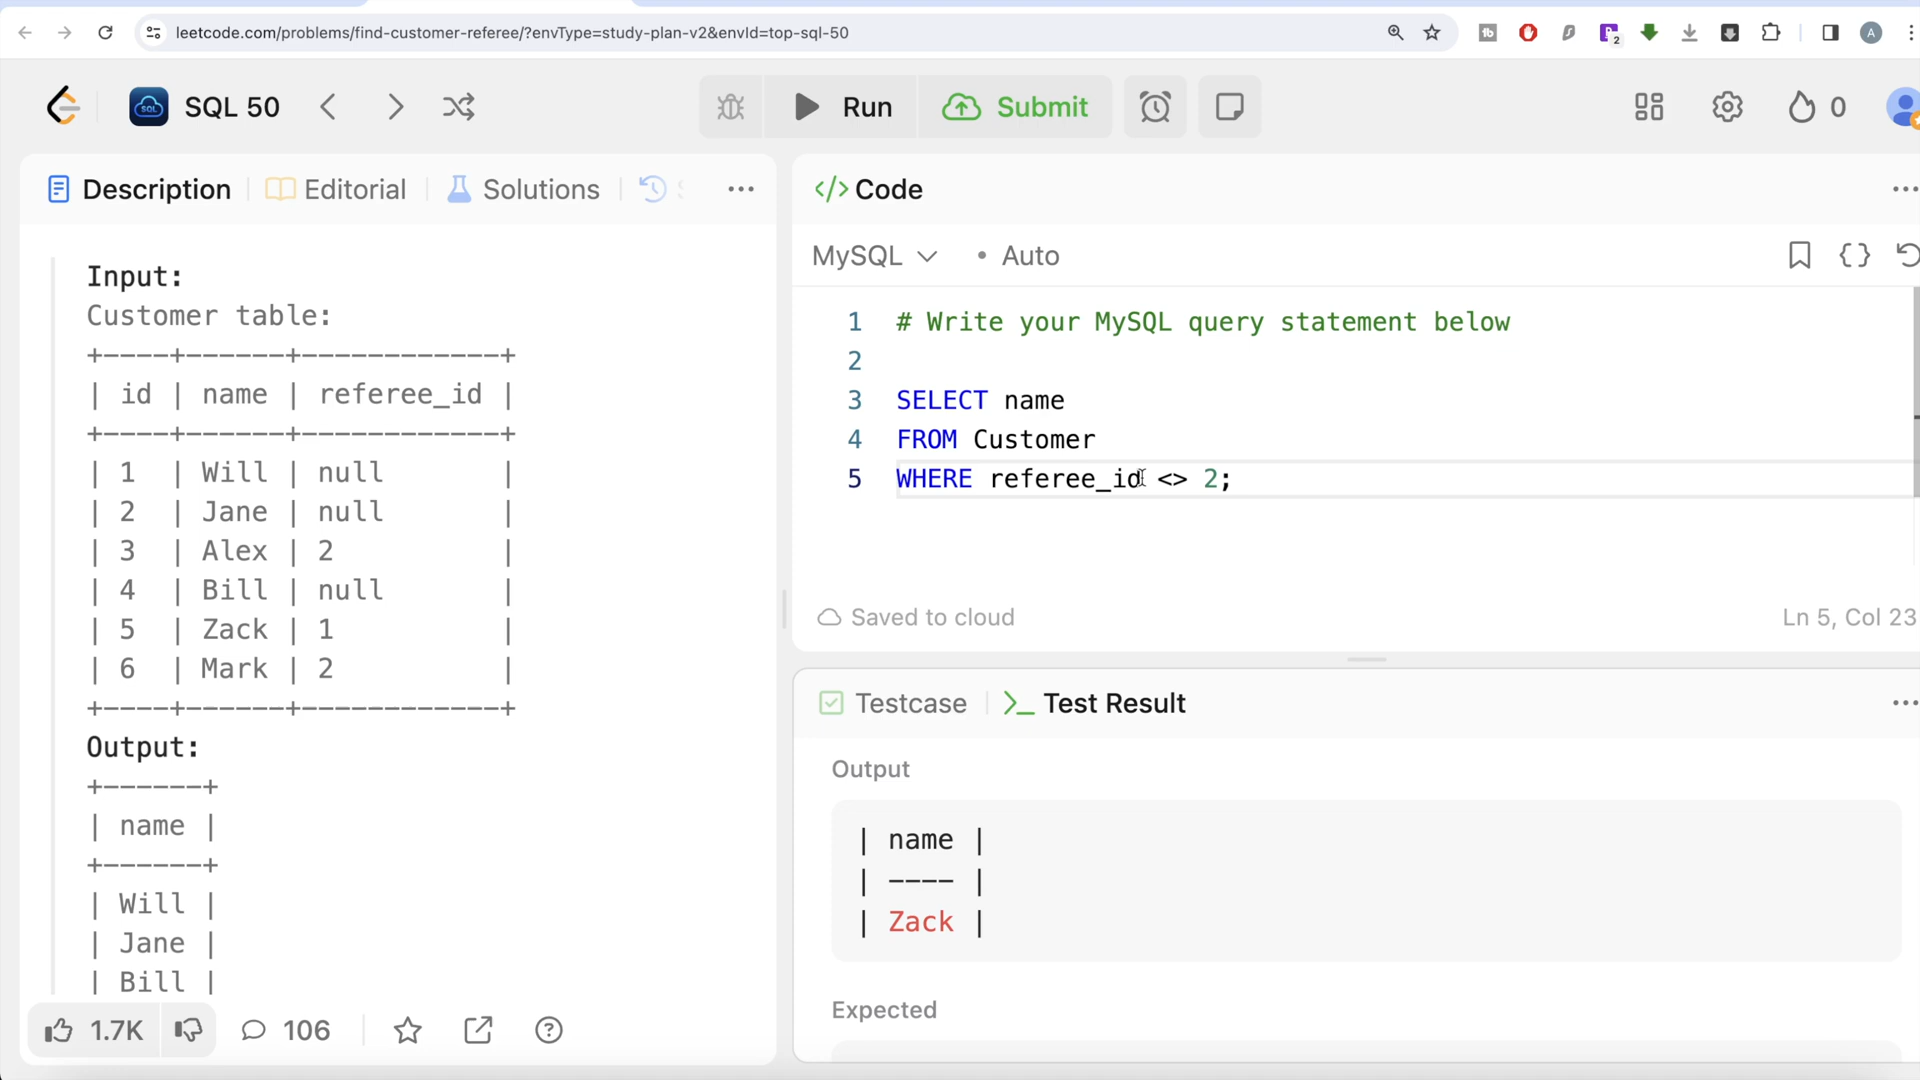 leetcode.com/problems/find-customer-referee/?envType=study-plan-v2&envId=top-sql-50
2
A
SQL
SQL 50
Run
Submit
0
Description
Editorial
Solutions
Input:
Customer table:
+----+------+------------+
| id | name | referee_id |
+----+------+------------+
| 1  | Will | null       |
| 2  | Jane | null       |
| 3  | Alex | 2          |
| 4  | Bill | null       |
| 5  | Zack | 1          |
| 6  | Mark | 2          |
+----+------+------------+
Output:
+------+
| name |
+------+
| Will |
| Jane |
| Bill |
1.7K
106
</> Code
MySQL
• Auto
1 # Write your MySQL query statement below
2
3 SELECT name
4 FROM Customer
5 WHERE referee_id <> 2;
Saved to cloud
Ln 5, Col 23
Testcase
>_ Test Result
Output
| name |
| ---- |
| Zack |
Expected